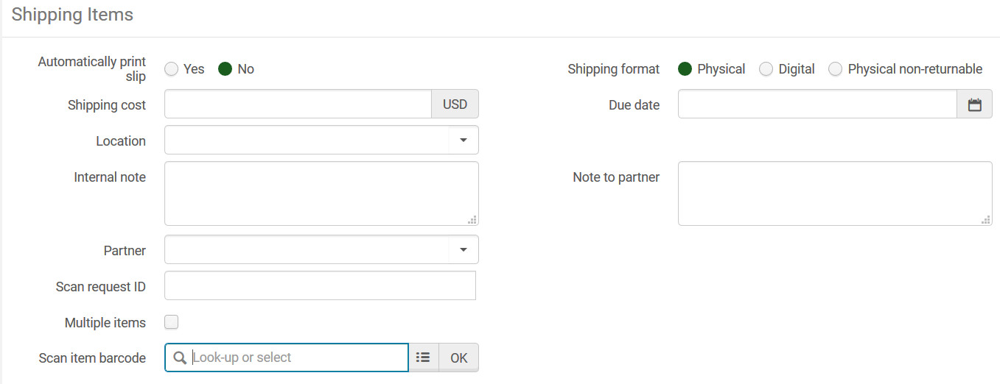 Shipping Items
Automatically print
slip
Yes No
Shipping format
Physical Digital Physical non-returnable
Shipping cost
USD
Due date
Location
Internal note
Note to partner
Partner
Scan request ID
Multiple items
Scan item barcode
Look-up or select
OK